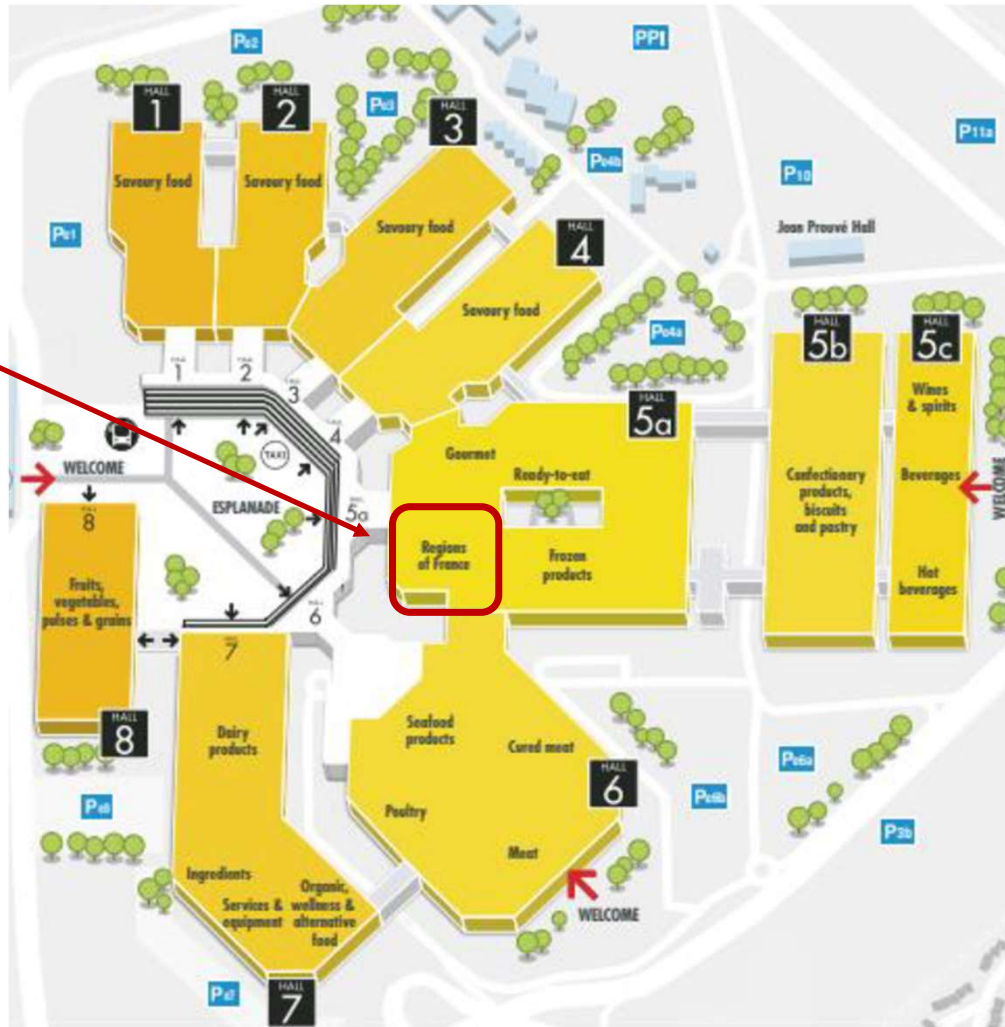 Pe2
PPI
HALL
1
HALL
2
Pe3
HALL
3
P11a
Pe4b
P10
Savoury food
Savoury food
Savoury food
Pe1
HALL
4
Jean Prouvé Hall
Savoury food
Pe4a
HALL
5b
HALL
5c
1
2
3
4
HALL
5a
Wines
& spirits
WELCOME
TAXI
Gourmet
Ready-to-eat
Confectionery
products,
biscuits
and pastry
Beverages
WELCOME
8
ESPLANADE
5a
Regions
of France
Frozen
products
Hot
beverages
Fruits,
vegetables,
pulses & grains
6
7
HALL
8
Dairy
products
Seafood
products
Cured meat
HALL
6
Pe6a
Pe6b
Pe8
Poultry
P3b
Meat
Ingredients
Services &
equipment
Organic,
wellness &
alternative
food
WELCOME
Pe7
HALL
7